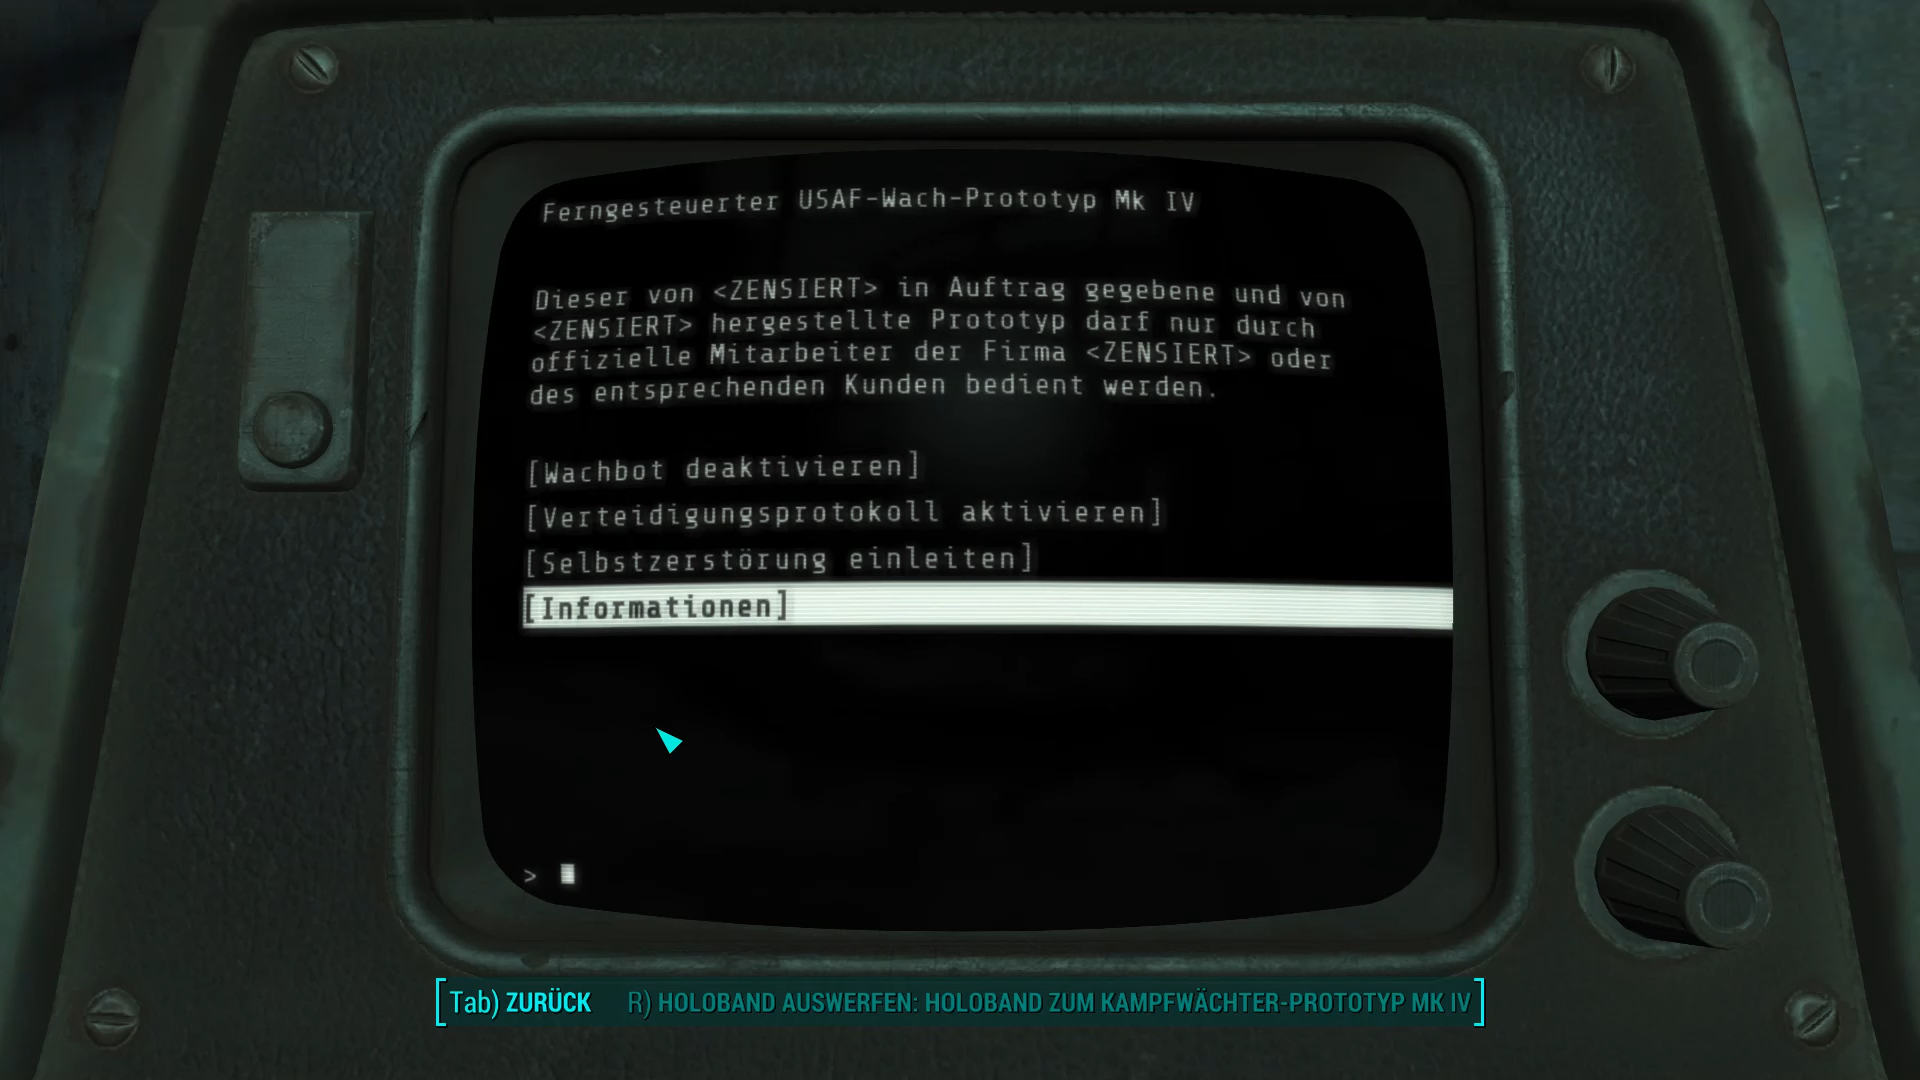 Ferngesteuerter USAF-Wach-Prototyp Mk IV
Dieser von <ZENSIERT> in Auftrag gegebene und von
<ZENSIERT> hergestellte Prototyp darf nur durch
offizielle Mitarbeiter der Firma <ZENSIERT> oder
des entsprechenden Kunden bedient werden.
[Wachbot deaktivieren]
[Verteidigungsprotokoll aktivieren]
[Selbstzerstörung einleiten]
[Informationen]
>
Tab) ZURÜCK R) HOLOBAND AUSWERFEN: HOLOBAND ZUM KAMPFWÄCHTER-PROTOTYP MK IV